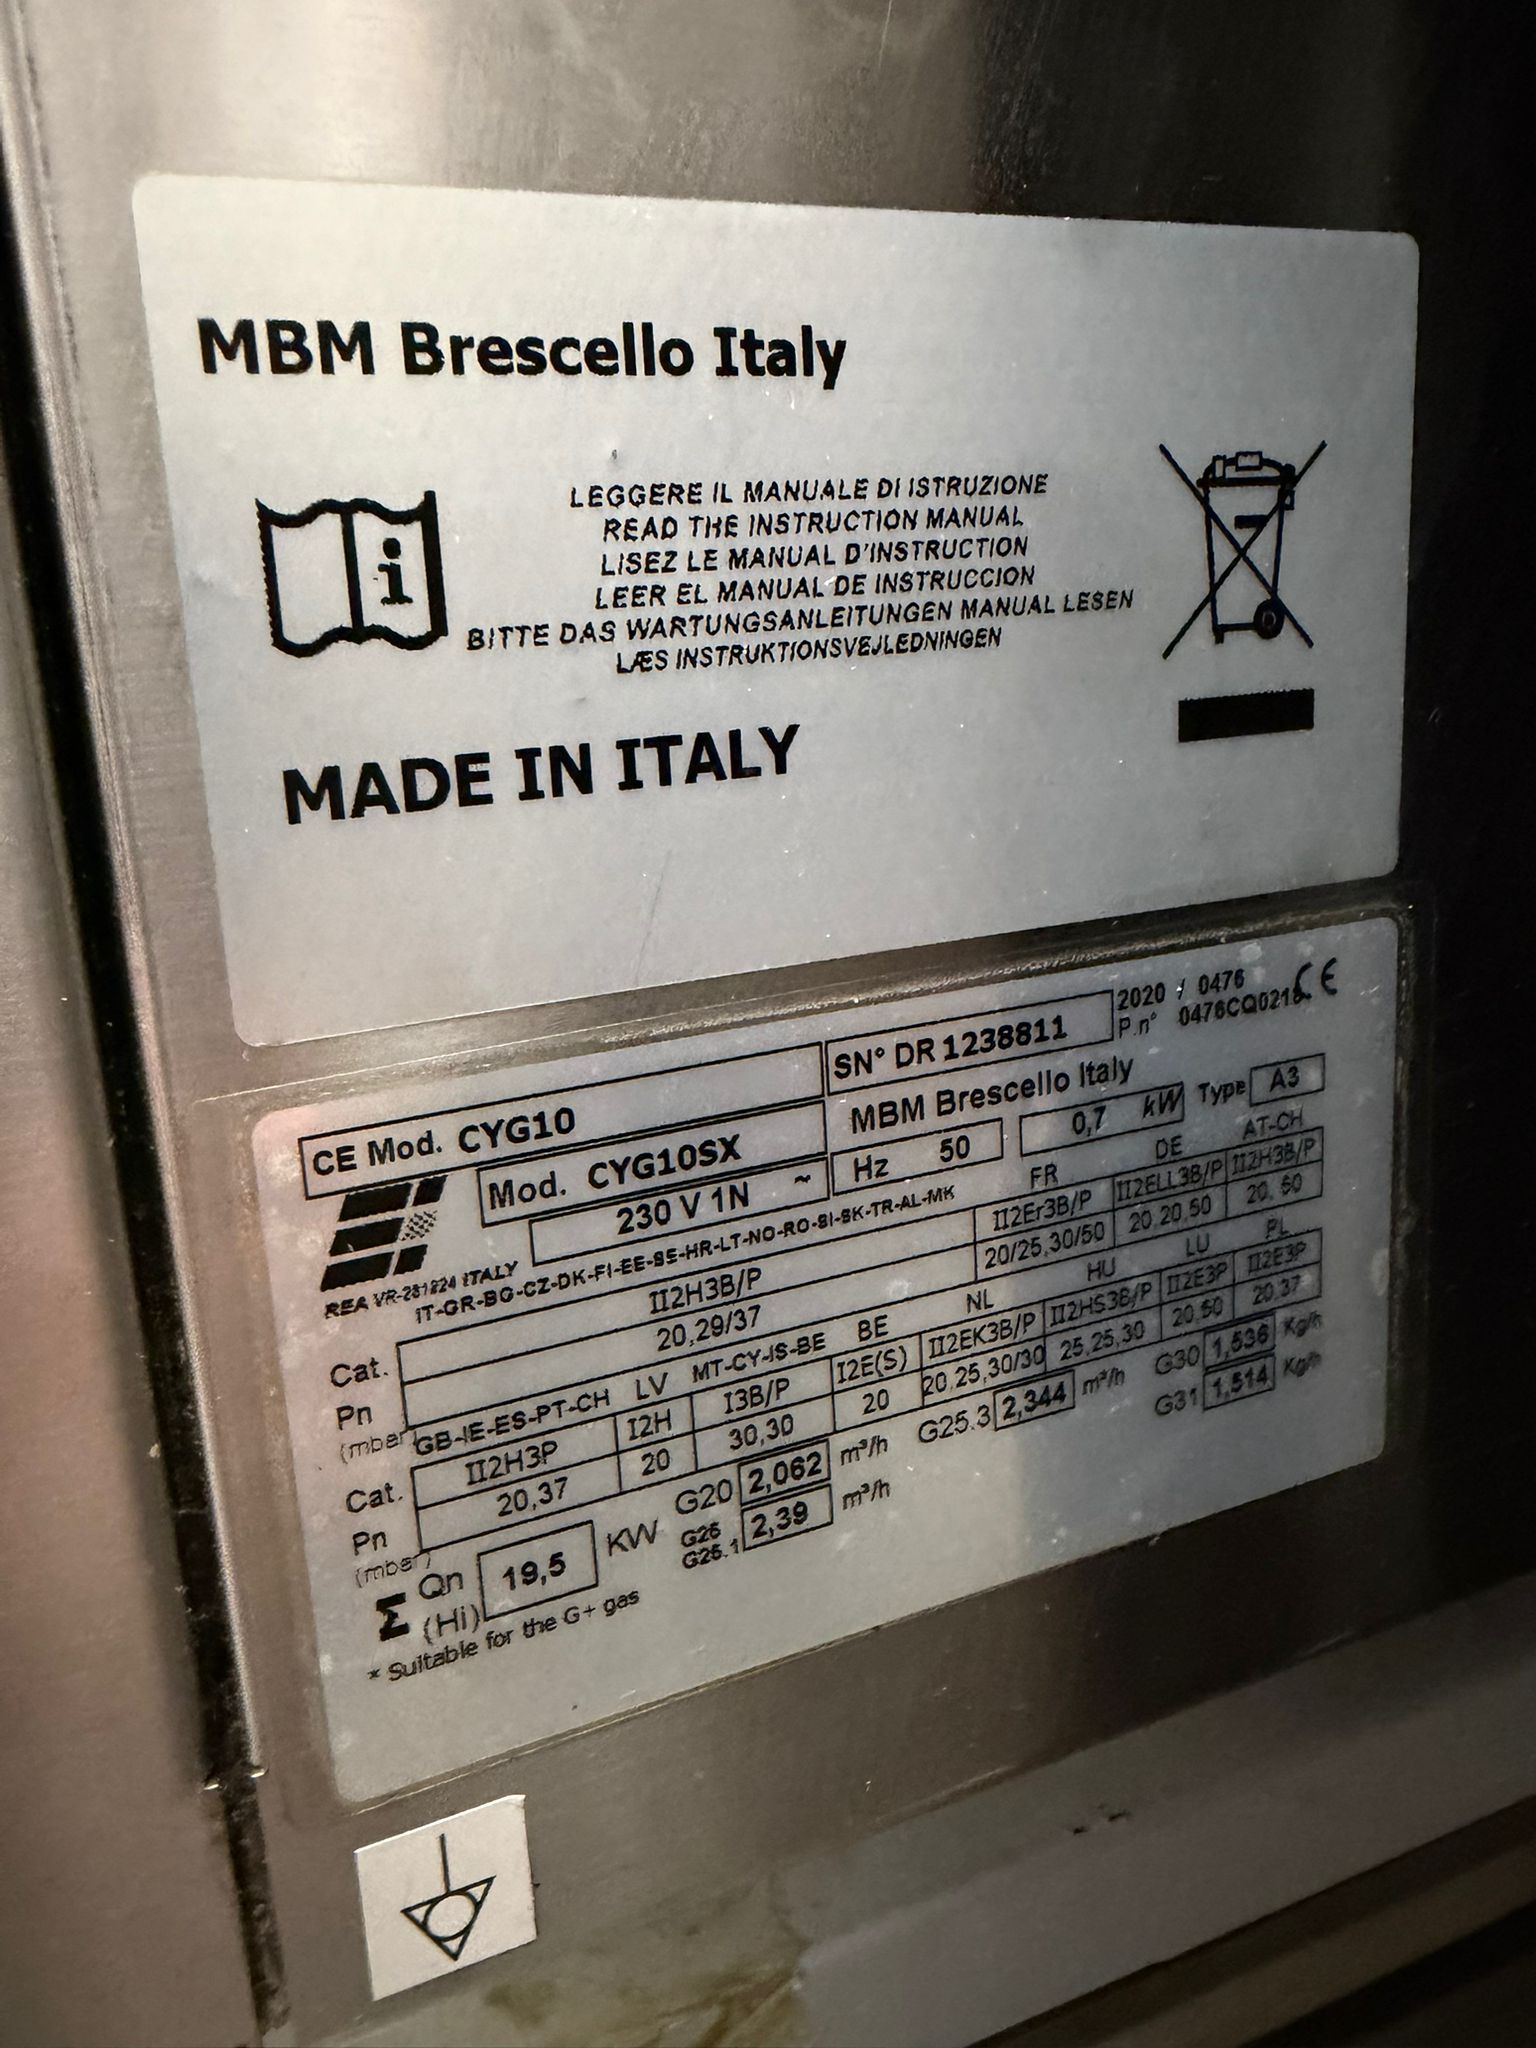 MBM Brescello Italy
LEGGERE IL MANUALE DI ISTRUZIONE
READ THE INSTRUCTION MANUAL
LISEZ LE MANUAL D'INSTRUCTION
LEER EL MANUAL DE INSTRUCCION
BITTE DAS WARTUNGSANLEITUNGEN MANUAL LESEN
LÆS INSTRUKTIONSVEJLEDNINGEN
MADE IN ITALY
CE Mod. CYG10
SN° DR 1238811
2020 / 0476
P.n° CE
Mod. CYG10SX
MBM Brescello Italy
230 V 1N ~
Hz 50
0,7 kW
Type A3
REA ITALY
IT-GR-BG-CZ-DK-FI-EE-SE-HR-LT-NO-RO-SI-SK-TR-AL-MK FR DE AT-CH
Cat. II2H3B/P II2Er3B/P II2ELL3B/P II2H3B/P
Pn (mbar) 20,29/37 20/25,30/50 20,20,50 20, 50
GB-IE-ES-PT-CH LV MT-CY-IS-BE BE NL HU LU PL
Cat. II2H3P I2H I3B/P I2E(S) II2EK3B/P II2HS3B/P II2E3P II2E3P
Pn (mbar) 20,37 20 30,30 20 20,25,30/30 25,25,30 20,50 20,37
Σ Qn (Hi) 19,5 KW
G20 2,062 m³/h
G25.3 2,344 m³/h
G30 1,536 Kg/h
G25.1 2,39 m³/h
G31 1,514 Kg/h
* Suitable for the G+ gas